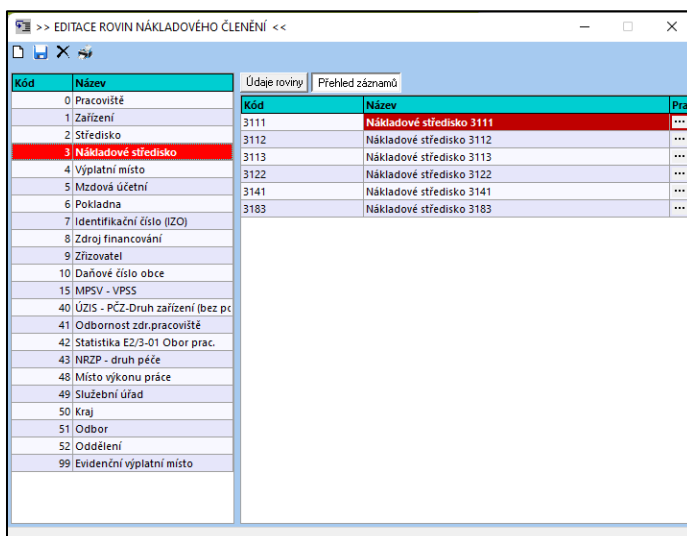 >> EDITACE ROVIN NÁKLADOVÉHO ČLENĚNÍ <<
Kód Název
0 Pracoviště
1 Zařízení
2 Středisko
3 Nákladové středisko
4 Výplatní místo
5 Mzdová účetní
6 Pokladna
7 Identifikační číslo (IZO)
8 Zdroj financování
9 Zřizovatel
10 Daňové číslo obce
15 MPSV - VPSS
40 ÚZIS - PČZ-Druh zařízení (bez po
41 Odbornost zdr.pracoviště
42 Statistika E2/3-01 Obor prac.
43 NRZP - druh péče
48 Místo výkonu práce
49 Služební úřad
50 Kraj
51 Odbor
52 Oddělení
99 Evidenční výplatní místo
Údaje roviny Přehled záznamů
Kód Název Pra
3111 Nákladové středisko 3111 ...
3112 Nákladové středisko 3112 ...
3113 Nákladové středisko 3113 ...
3122 Nákladové středisko 3122 ...
3141 Nákladové středisko 3141 ...
3183 Nákladové středisko 3183 ...